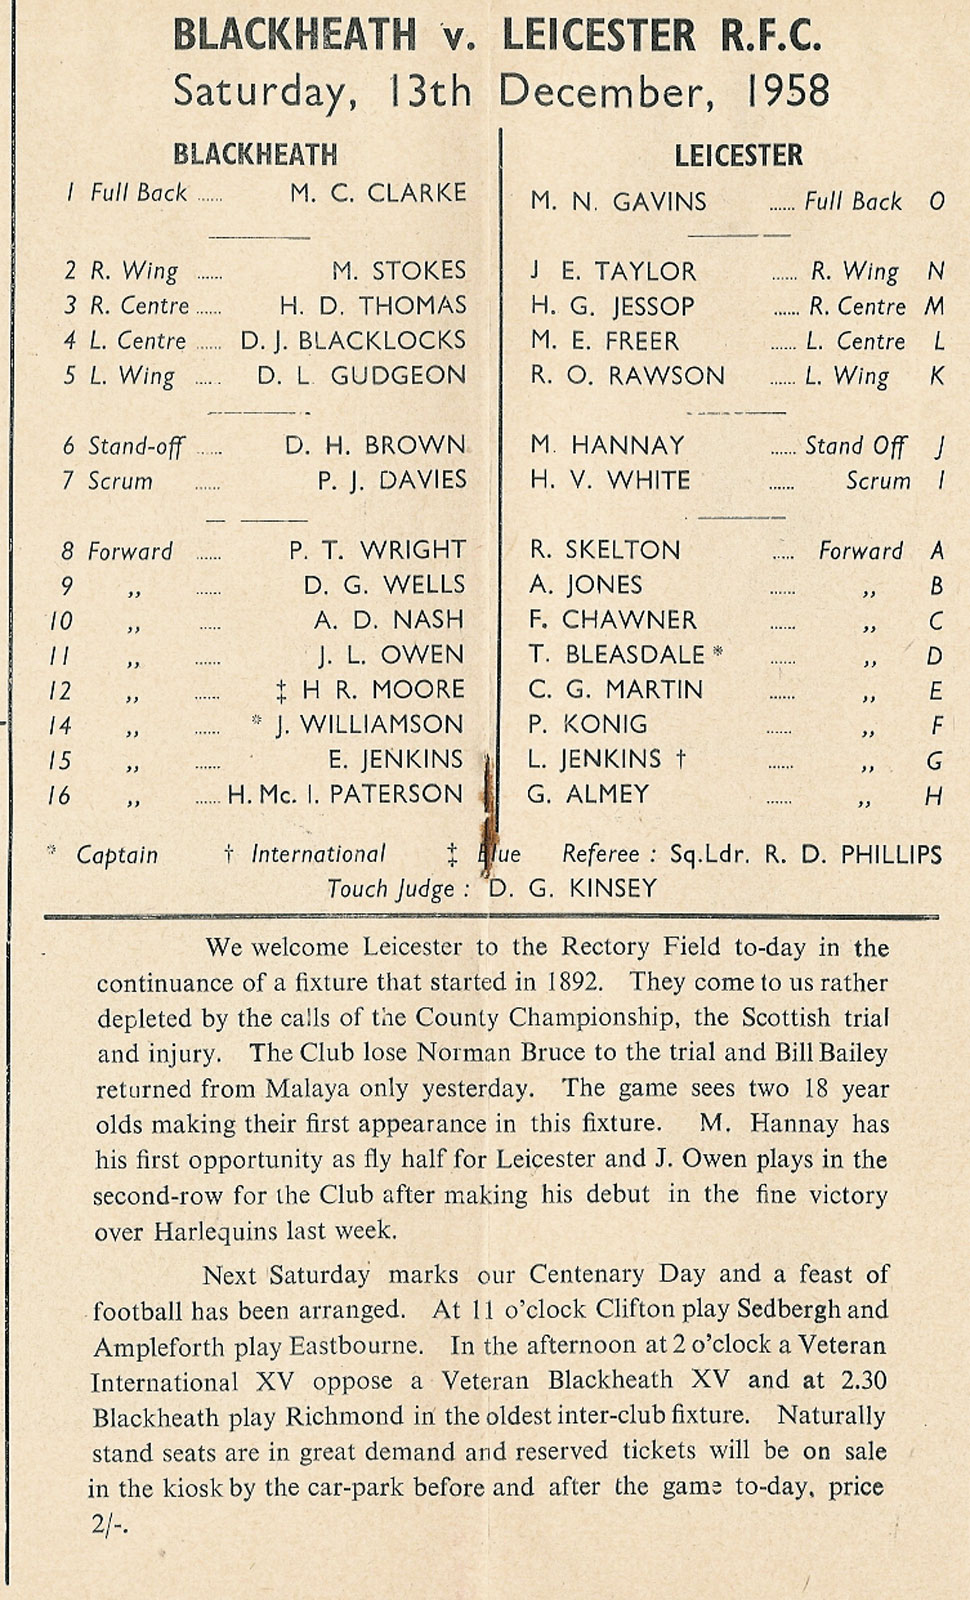 BLACKHEATH v. LEICESTER R.F.C.
Saturday, 13th December, 1958
BLACKHEATH
1 Full Back ...... M. C. CLARKE
2 R. Wing ...... M. STOKES
3 R. Centre ...... H. D. THOMAS
4 L. Centre ...... D. J. BLACKLOCKS
5 L. Wing ..... D. L GUDGEON
6 Stand-off ...... D. H. BROWN
7 Scrum ...... P. J. DAVIES
8 Forward ...... P. T. WRIGHT
9 ,, ...... D. G. WELLS
10 ,, ..... A. D. NASH
11 ,, ...... J. L. OWEN
12 ,, ...... ‡ H R. MOORE
14 ,, ...... * J. WILLIAMSON
15 ,, ...... E. JENKINS
16 ,, ...... H. Mc. I. PATERSON
LEICESTER
M. N. GAVINS ...... Full Back O
J E. TAYLOR ...... R. Wing N
H. G. JESSOP ...... R. Centre M
M. E. FREER ...... L. Centre L
R. O. RAWSON ...... L. Wing K
M. HANNAY ...... Stand Off J
H. V. WHITE ...... Scrum I
R. SKELTON ..... Forward A
A. JONES ...... ,, B
F. CHAWNER ...... ,, C
T. BLEASDALE * ...... ,, D
C. G. MARTIN ...... ,, E
P. KONIG ...... ,, F
L. JENKINS † ...... ,, G
G. ALMEY ...... ,, H
* Captain † International ‡ Blue Referee : Sq.Ldr. R. D. PHILLIPS
Touch Judge : D. G. KINSEY
We welcome Leicester to the Rectory Field to-day in the
continuance of a fixture that started in 1892. They come to us rather
depleted by the calls of the County Championship, the Scottish trial
and injury. The Club lose Norman Bruce to the trial and Bill Bailey
returned from Malaya only yesterday. The game sees two 18 year
olds making their first appearance in this fixture. M. Hannay has
his first opportunity as fly half for Leicester and J. Owen plays in the
second-row for the Club after making his debut in the fine victory
over Harlequins last week.
Next Saturday marks our Centenary Day and a feast of
football has been arranged. At 11 o'clock Clifton play Sedbergh and
Ampleforth play Eastbourne. In the afternoon at 2 o'clock a Veteran
International XV oppose a Veteran Blackheath XV and at 2.30
Blackheath play Richmond in the oldest inter-club fixture. Naturally
stand seats are in great demand and reserved tickets will be on sale
in the kiosk by the car-park before and after the game to-day, price
2/-.